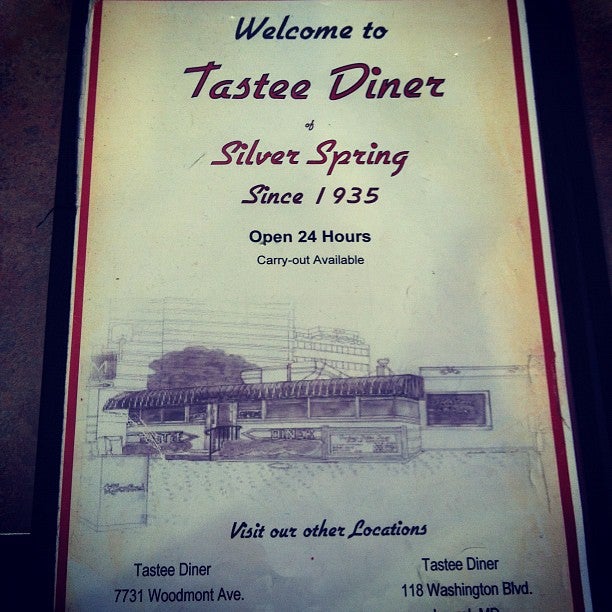 Welcome to
Tastee Diner
of
Silver Spring
Since 1935
Open 24 Hours
Carry-out Available
DINER
Visit our other Locations
Tastee Diner
7731 Woodmont Ave.
Tastee Diner
118 Washington Blvd.